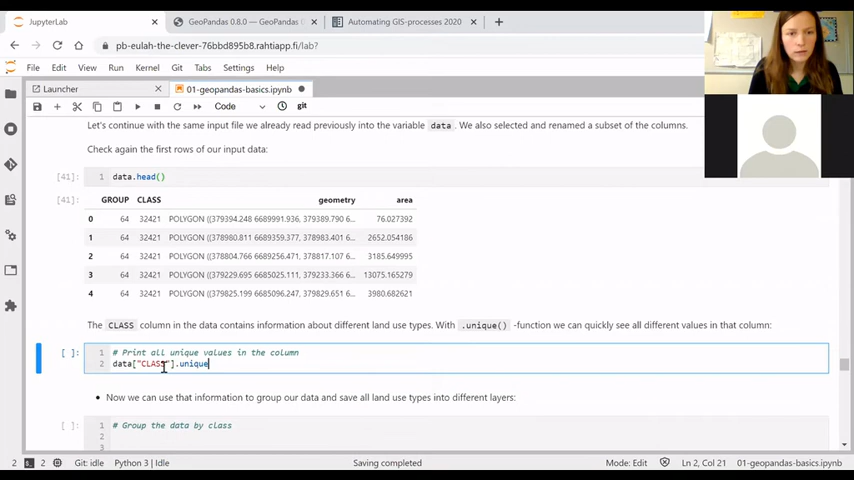 JupyterLab
GeoPandas 0.8.0 — GeoPandas 0.8
Automating GIS-processes 2020
pb-eulah-the-clever-76bbd895b8.rahtiapp.fi/lab?
File Edit View Run Kernel Git Tabs Settings Help
Launcher
01-geopandas-basics.ipynb
Code
git
Let's continue with the same input file we already read previously into the variable data. We also selected and renamed a subset of the columns.
Check again the first rows of our input data:
[41]: 1 data.head()
[41]: GROUP CLASS geometry area
0 64 32421 POLYGON ((379394.248 6689991.936, 379389.790 6... 76.027392
1 64 32421 POLYGON ((378980.811 6689359.377, 378983.401 6... 2652.054186
2 64 32421 POLYGON ((378804.766 6689256.471, 378817.107 6... 3185.649995
3 64 32421 POLYGON ((379229.695 6685025.111, 379233.366 6... 13075.165279
4 64 32421 POLYGON ((379825.199 6685096.247, 379829.651 6... 3980.682621
The CLASS column in the data contains information about different land use types. With .unique() -function we can quickly see all different values in that column:
[ ]: 1 # Print all unique values in the column
2 data["CLASS"].unique
• Now we can use that information to group our data and save all land use types into different layers:
[ ]: 1 # Group the data by class
2
3
2 2 Git: idle Python 3 | Idle Saving completed Mode: Edit Ln 2, Col 21 01-geopandas-basics.ipynb